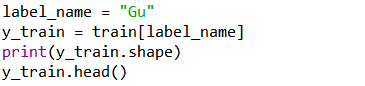 label_name = "Gu"
y_train = train[label_name]
print(y_train.shape)
y_train.head()